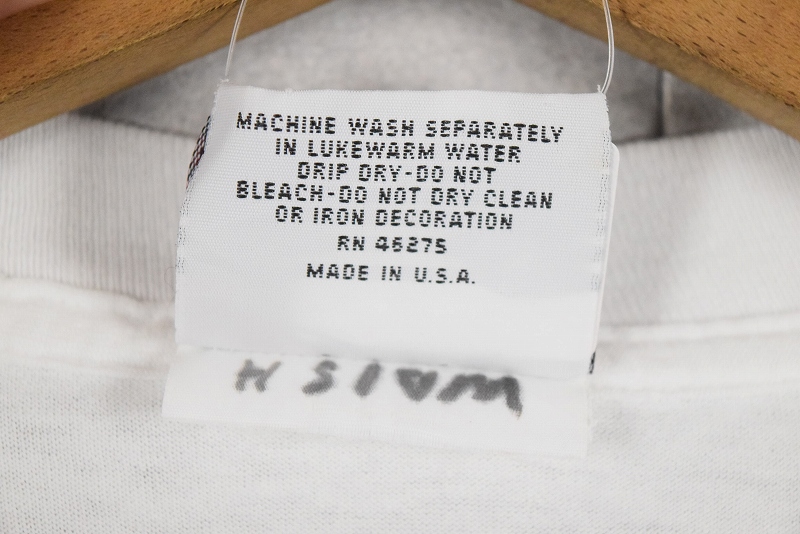 MACHINE WASH SEPARATELY
IN LUKEWARM WATER
DRIP DRY-DO NOT
BLEACH-DO NOT DRY CLEAN
OR IRON DECORATION
RN 46275
MADE IN U.S.A.